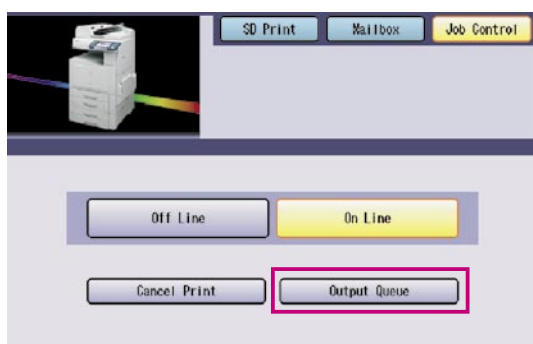 SD Print Mailbox Job Control
Off Line On Line
Cancel Print Output Queue